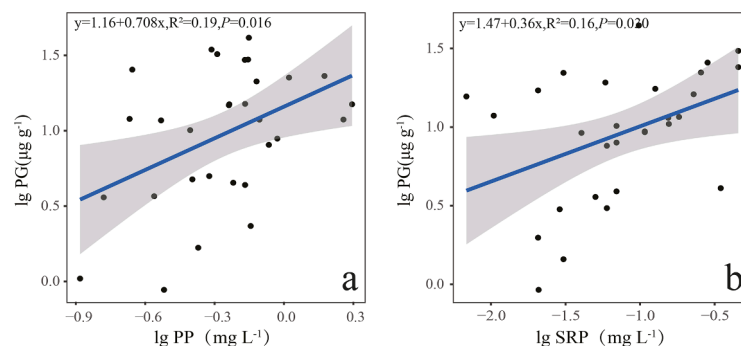 y=1.16+0.708x,R²=0.19,P=0.016
lg PG(μg g⁻¹)
1.5
1.0
0.5
0.0
−0.9
−0.6
−0.3
0.0
0.3
lg PP（mg L⁻¹）
a
y=1.47+0.36x,R²=0.16,P=0.030
lg PG(μg g⁻¹)
1.5
1.0
0.5
0.0
−2.0
−1.5
−1.0
−0.5
lg SRP（mg L⁻¹）
b